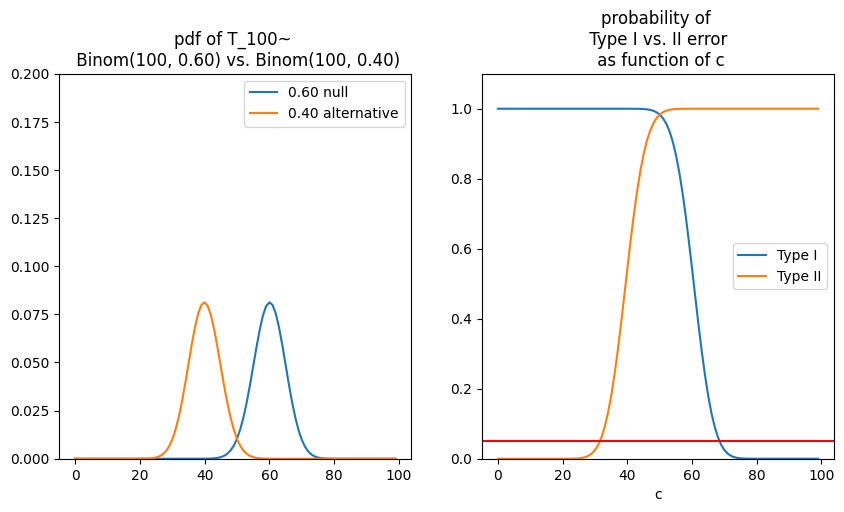 pdf of T_100~
Binom(100, 0.60) vs. Binom(100, 0.40)
0.200
0.175
0.150
0.125
0.100
0.075
0.050
0.025
0.000
0
20
40
60
80
100
0.60 null
0.40 alternative
probability of
Type I vs. II error
as function of c
1.0
0.8
0.6
0.4
0.2
0.0
0
20
40
60
80
100
c
Type I
Type II